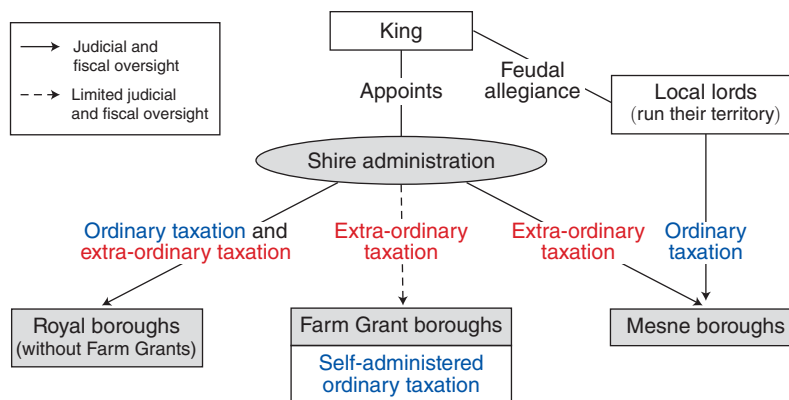 Judicial and
fiscal oversight
Limited judicial
and fiscal oversight
King
Appoints
Feudal
allegiance
Local lords
(run their territory)
Shire administration
Ordinary taxation and
extra-ordinary taxation
Extra-ordinary
taxation
Extra-ordinary
taxation
Ordinary
taxation
Royal boroughs
(without Farm Grants)
Farm Grant boroughs
Self-administered
ordinary taxation
Mesne boroughs